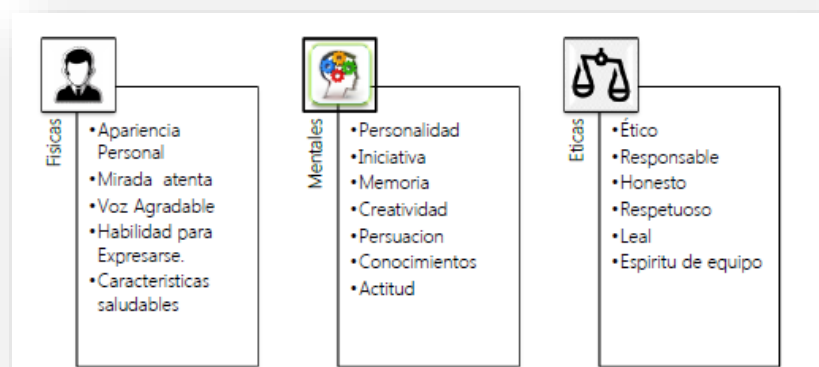 Fisicas
•Apariencia
Personal
•Mirada atenta
•Voz Agradable
•Habilidad para
Expresarse.
•Caracteristicas
saludables
Mentales
•Personalidad
•Iniciativa
•Memoria
•Creatividad
•Persuacion
•Conocimientos
•Actitud
Eticas
•Ético
•Responsable
•Honesto
•Respetuoso
•Leal
•Espiritu de equipo